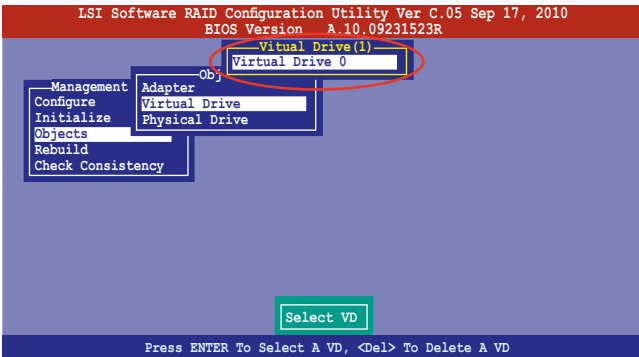 LSI Software RAID Configuration Utility Ver C.05 Sep 17, 2010
BIOS Version A.10.09231523R
Vitual Drive(1)
Virtual Drive 0
Obj
Adapter
Virtual Drive
Physical Drive
Management
Configure
Initialize
Objects
Rebuild
Check Consistency
Select VD
Press ENTER To Select A VD, <Del> To Delete A VD